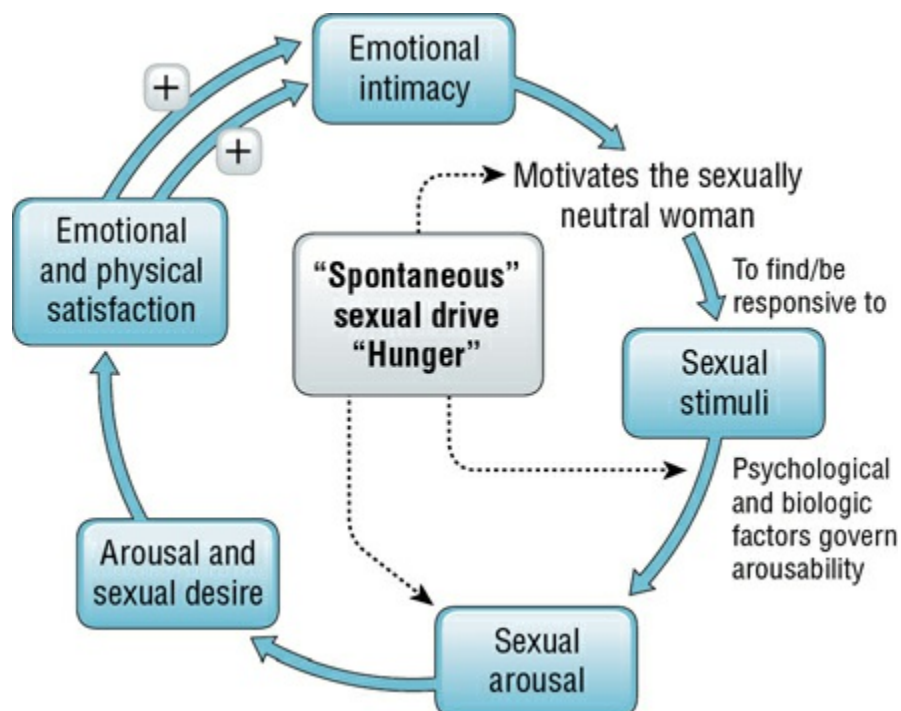 Emotional
intimacy
+
+
Motivates the sexually
neutral woman
To find/be
responsive to
Sexual
stimuli
Psychological
and biologic
factors govern
arousability
Sexual
arousal
Arousal and
sexual desire
Emotional
and physical
satisfaction
“Spontaneous”
sexual drive
“Hunger”